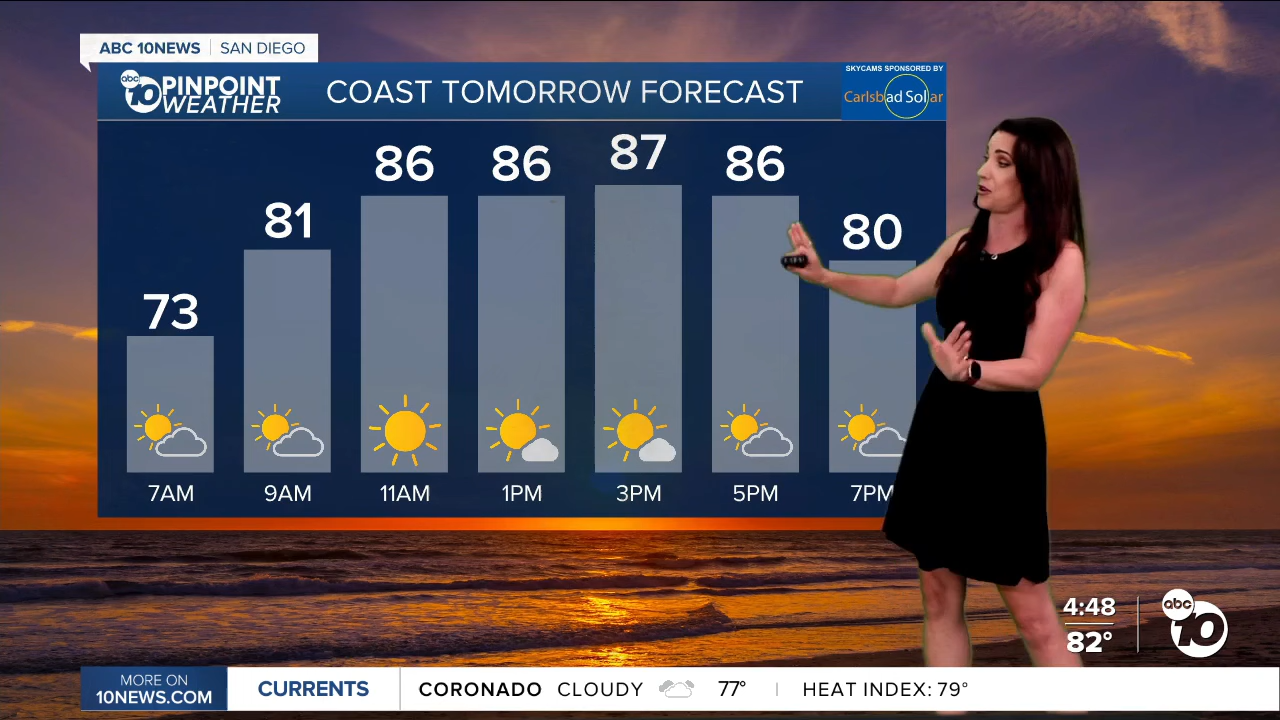 ABC 10NEWS | SAN DIEGO
abc 10 PINPOINT WEATHER
COAST TOMORROW FORECAST
SKYCAMS SPONSORED BY
Carlsbad Solar
73 81 86 86 87 86 80
7AM 9AM 11AM 1PM 3PM 5PM 7PM
4:48
82°
abc 10
MORE ON
10NEWS.COM
CURRENTS
CORONADO CLOUDY 77° | HEAT INDEX: 79°